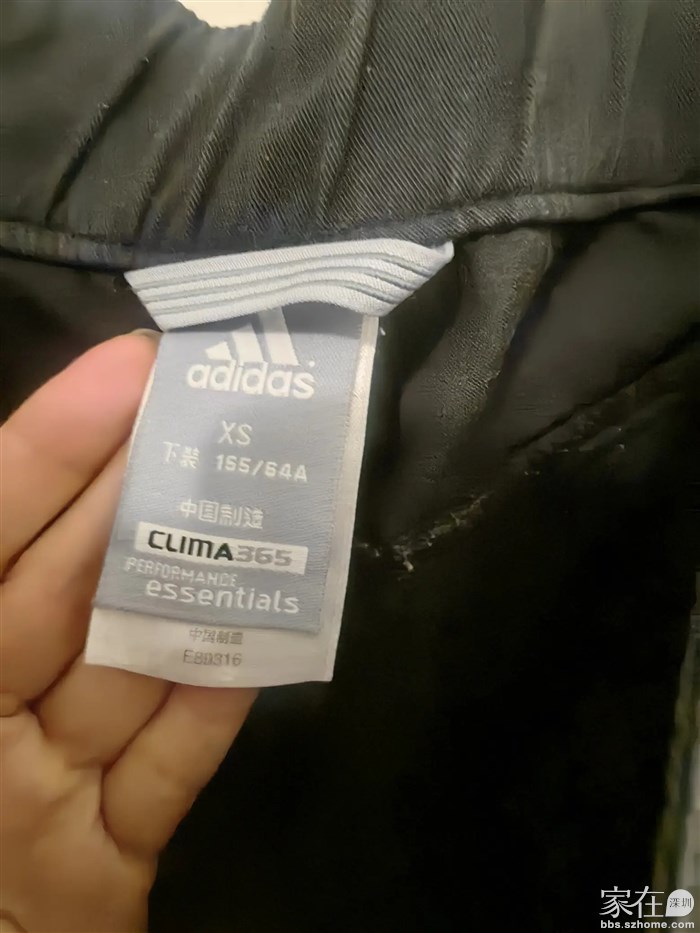 adidas
XS
下装 165/64A
中国制造
CLIMA365
PERFORMANCE
essentials
中国制造
E80316
家在深圳
bbs.szhome.com